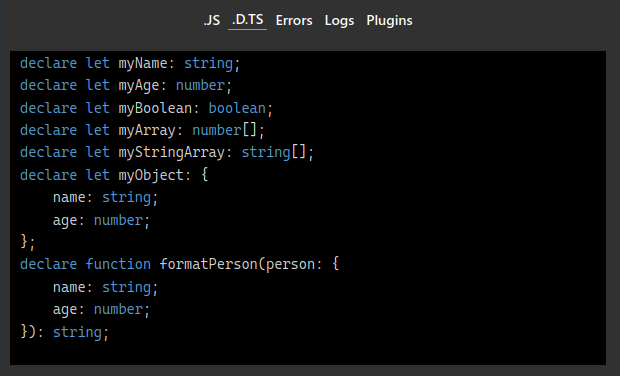 .JS .D.TS Errors Logs Plugins
declare let myName: string;
declare let myAge: number;
declare let myBoolean: boolean;
declare let myArray: number[];
declare let myStringArray: string[];
declare let myObject: {
    name: string;
    age: number;
};
declare function formatPerson(person: {
    name: string;
    age: number;
}): string;